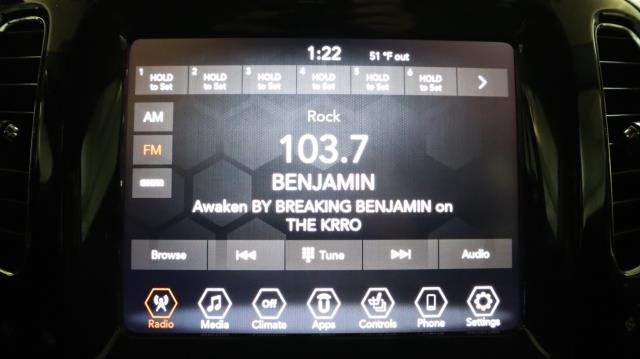 1:22 51 °F out
1 HOLD to Set 2 HOLD to Set 3 HOLD to Set 4 HOLD to Set 5 HOLD to Set 6 HOLD to Set
Rock
AM
FM
103.7
BENJAMIN
Awaken BY BREAKING BENJAMIN on
THE KRRO
Browse Tune Audio
Off
Radio Media Climate Apps Controls Phone Settings